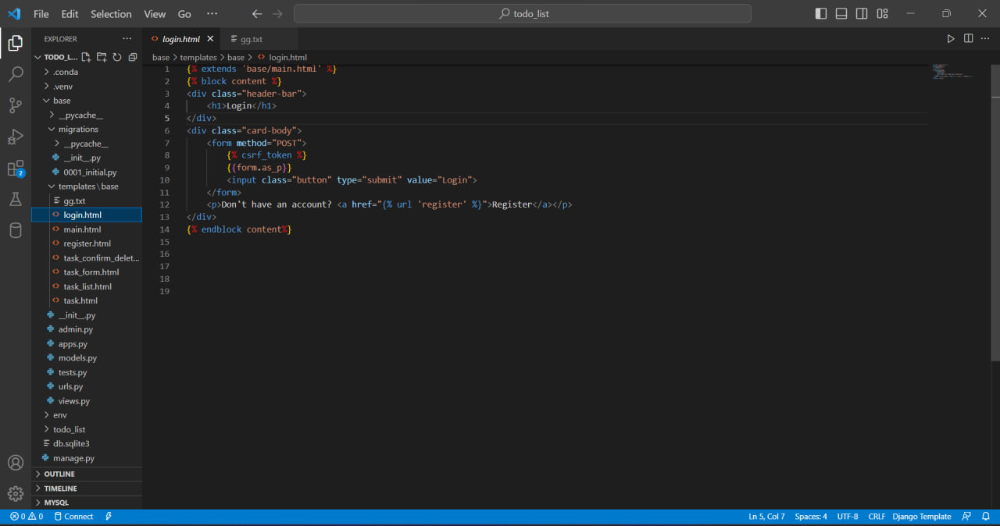 File Edit Selection View Go ··· todo_list
EXPLORER ···
TODO_L...
.conda
.venv
base
__pycache__
migrations
__pycache__
__init__.py
0001_initial.py
templates\base
gg.txt
login.html
main.html
register.html
task_confirm_delet...
task_form.html
task_list.html
task.html
__init__.py
admin.py
apps.py
models.py
tests.py
urls.py
views.py
env
todo_list
db.sqlite3
manage.py
OUTLINE
TIMELINE
MYSQL
2
login.html gg.txt
base > templates > base > login.html
1 {% extends 'base/main.html' %}
2 {% block content %}
3 <div class="header-bar">
4 <h1>Login</h1>
5 </div>
6 <div class="card-body">
7 <form method="POST">
8 {% csrf_token %}
9 {{form.as_p}}
10 <input class="button" type="submit" value="Login">
11 </form>
12 <p>Don't have an account? <a href="{% url 'register' %}">Register</a></p>
13 </div>
14 {% endblock content%}
15
16
17
18
19
0 0 Connect Ln 5, Col 7 Spaces: 4 UTF-8 CRLF Django Template